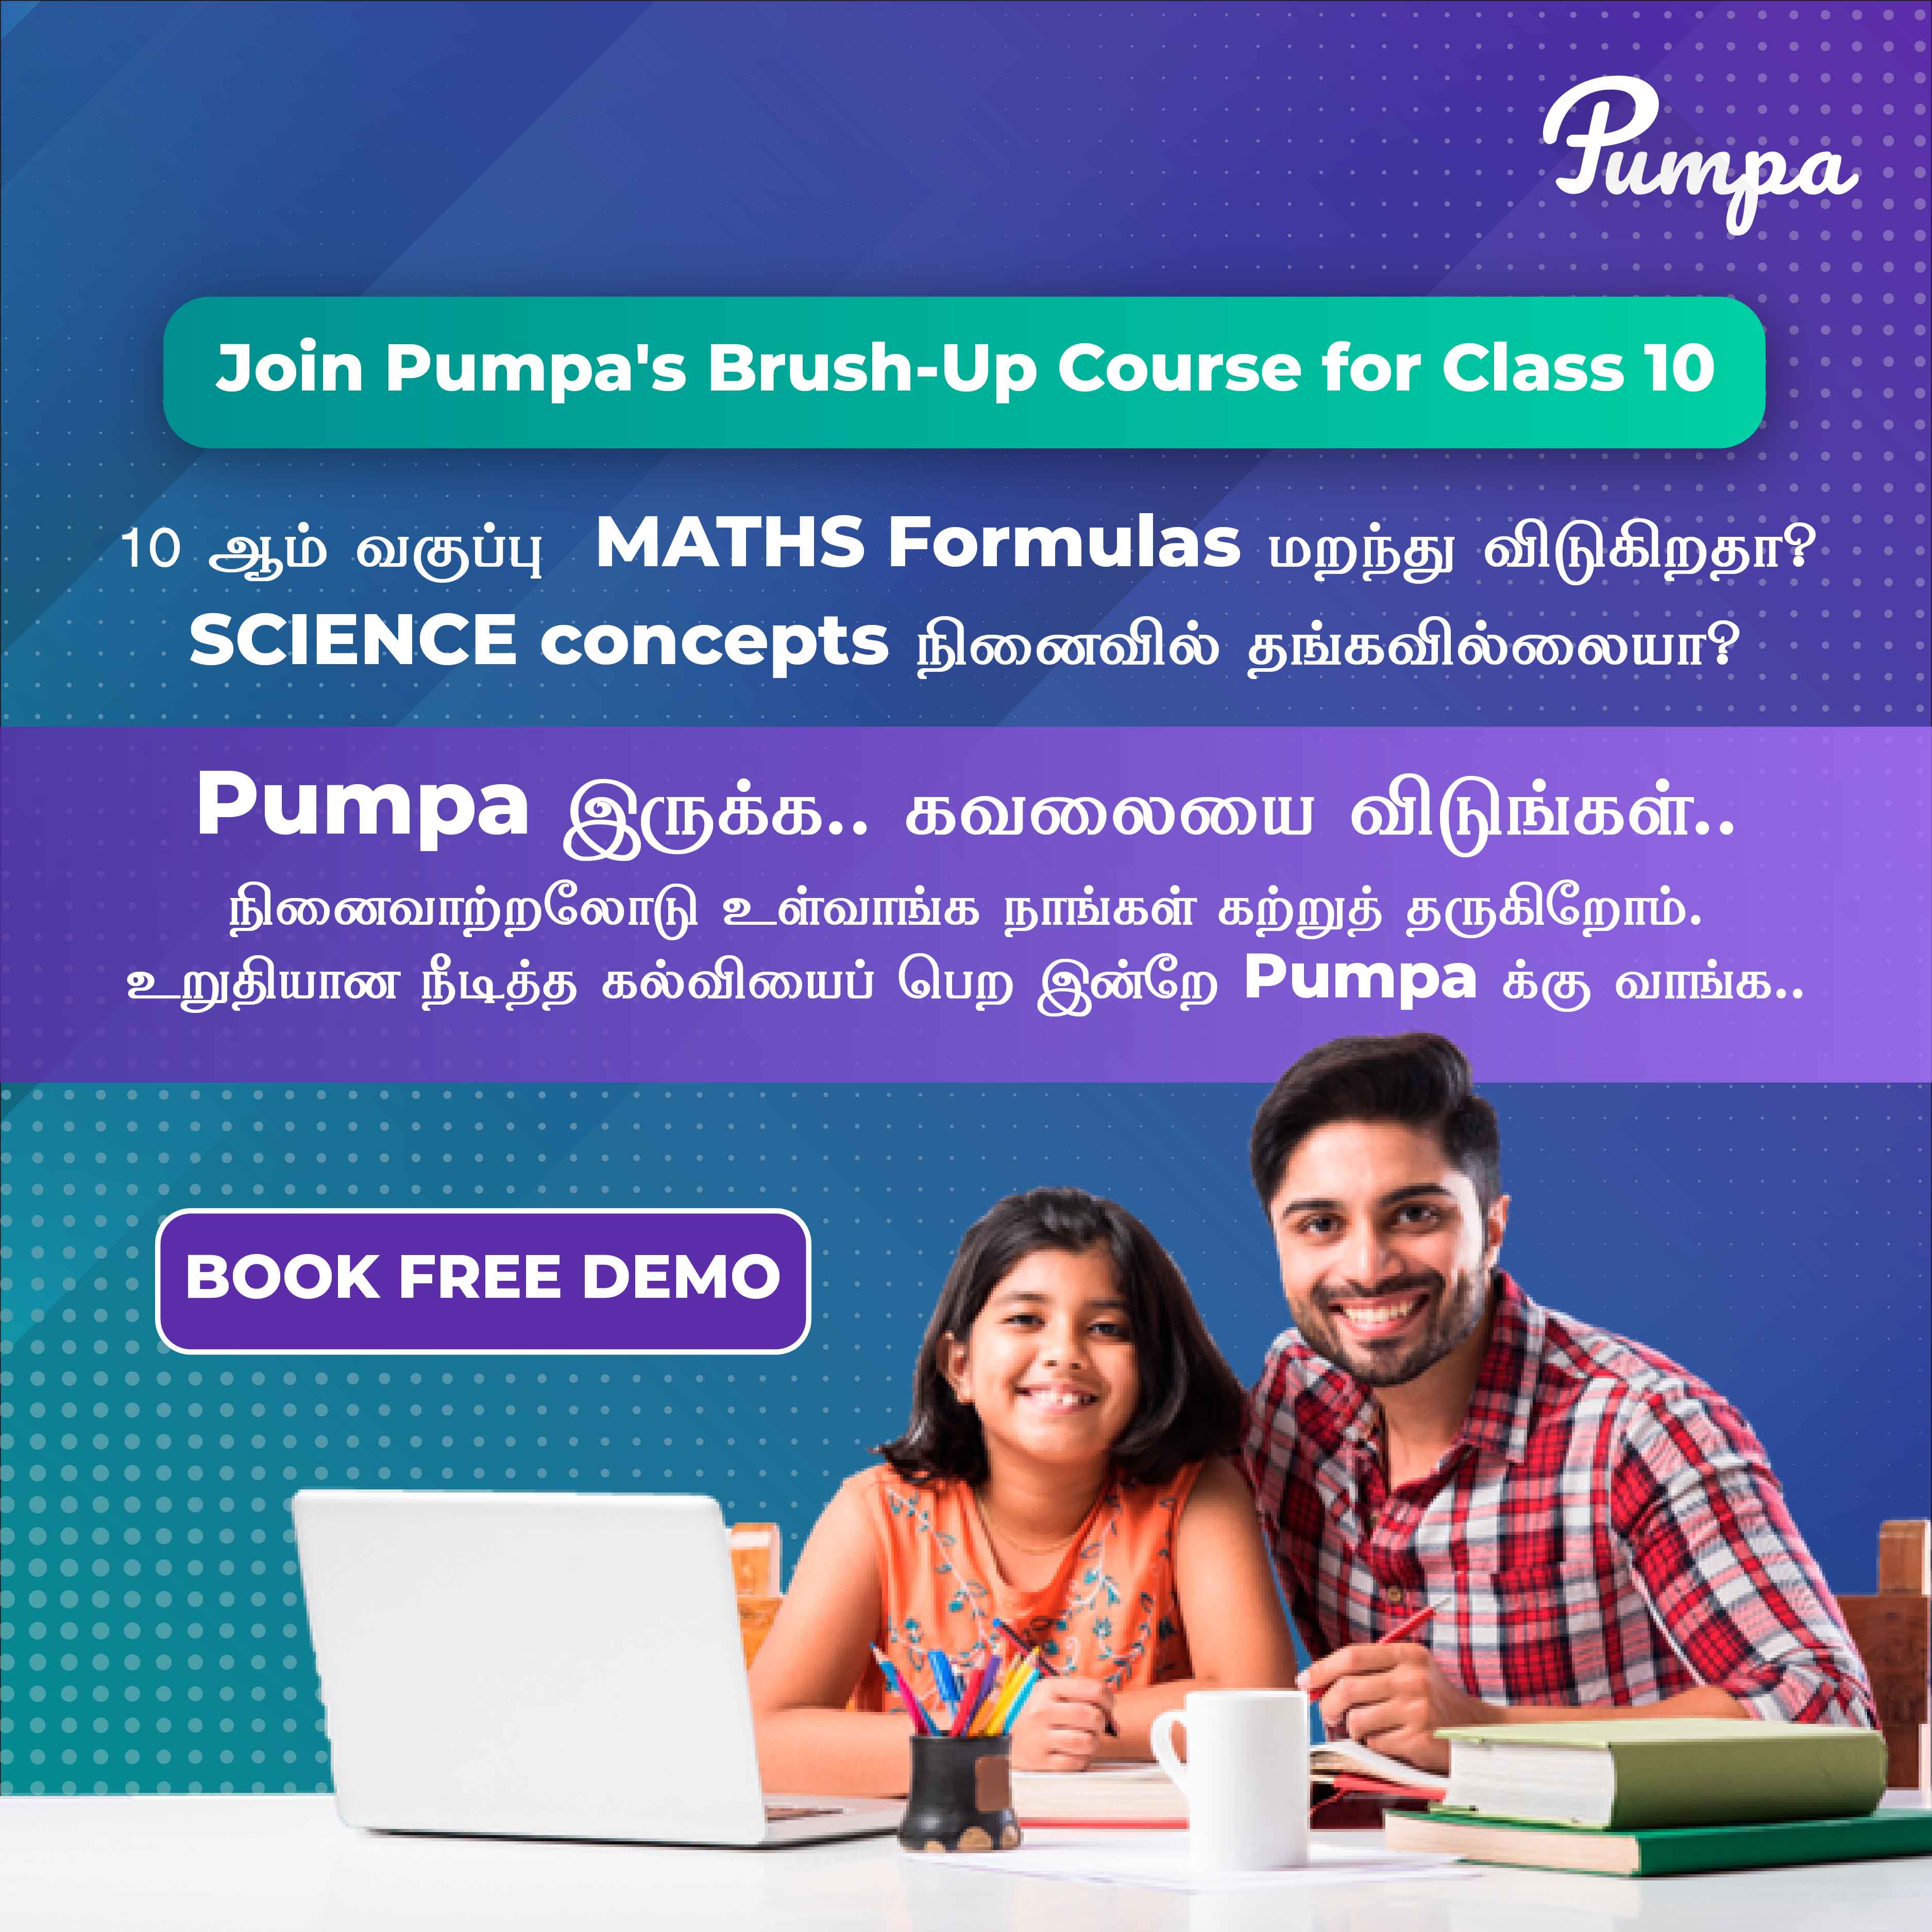 Pumpa
Join Pumpa's Brush-Up Course for Class 10
10 ஆம் வகுப்பு MATHS Formulas மறந்து விடுகிறதா?
SCIENCE concepts நினைவில் தங்கவில்லையா?
Pumpa இருக்க.. கவலையை விடுங்கள்..
நினைவாற்றலோடு உள்வாங்க நாங்கள் கற்றுத் தருகிறோம்.
உறுதியான நீடித்த கல்வியைப் பெற இன்றே Pumpa க்கு வாங்க..
BOOK FREE DEMO